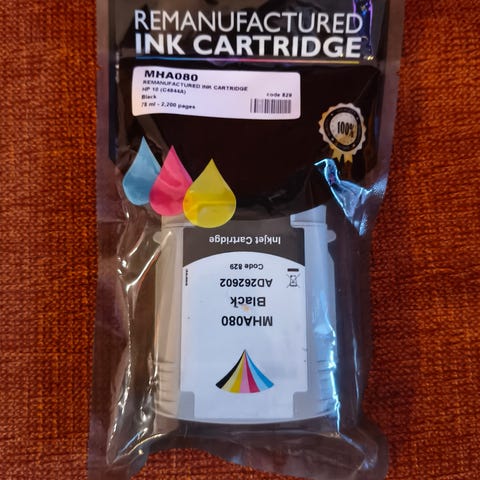 REMANUFACTURED
INK CARTRIDGE
MHA080
REMANUFACTURED INK CARTRIDGE
HP 10 (C4844A)
Black
code 829
78 ml - 2,200 pages
100%
Inkjet Cartridge
Code 829
AD262602
Black
MHA080